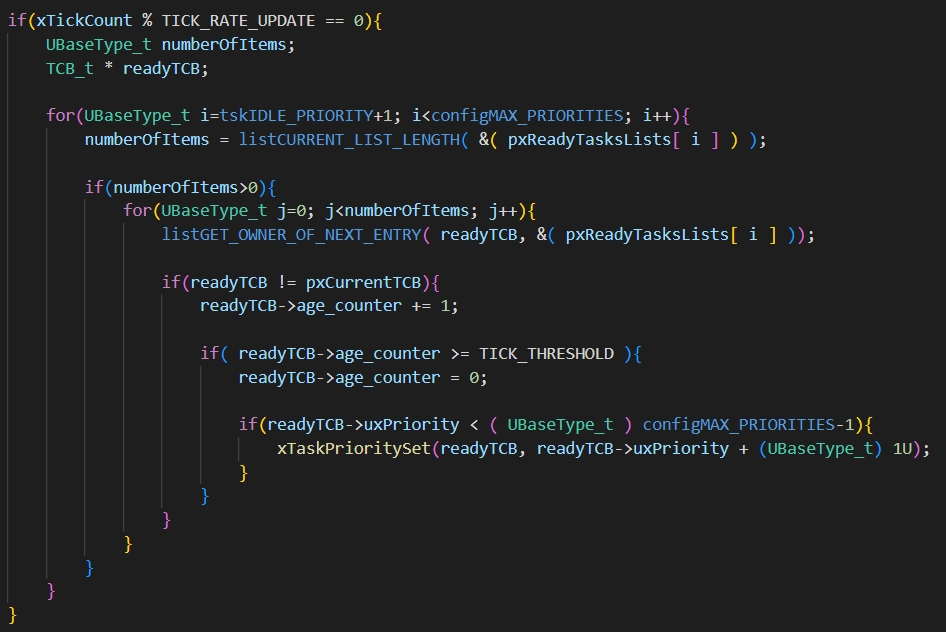 if(xTickCount % TICK_RATE_UPDATE == 0){
    UBaseType_t numberOfItems;
    TCB_t * readyTCB;

    for(UBaseType_t i=tskIDLE_PRIORITY+1; i<configMAX_PRIORITIES; i++){
        numberOfItems = listCURRENT_LIST_LENGTH( &( pxReadyTasksLists[ i ] ) );

        if(numberOfItems>0){
            for(UBaseType_t j=0; j<numberOfItems; j++){
                listGET_OWNER_OF_NEXT_ENTRY( readyTCB, &( pxReadyTasksLists[ i ] ));

                if(readyTCB != pxCurrentTCB){
                    readyTCB->age_counter += 1;

                    if( readyTCB->age_counter >= TICK_THRESHOLD ){
                        readyTCB->age_counter = 0;

                        if(readyTCB->uxPriority < ( UBaseType_t ) configMAX_PRIORITIES-1){
                            xTaskPrioritySet(readyTCB, readyTCB->uxPriority + (UBaseType_t) 1U);
                        }
                    }
                }
            }
        }
    }
}